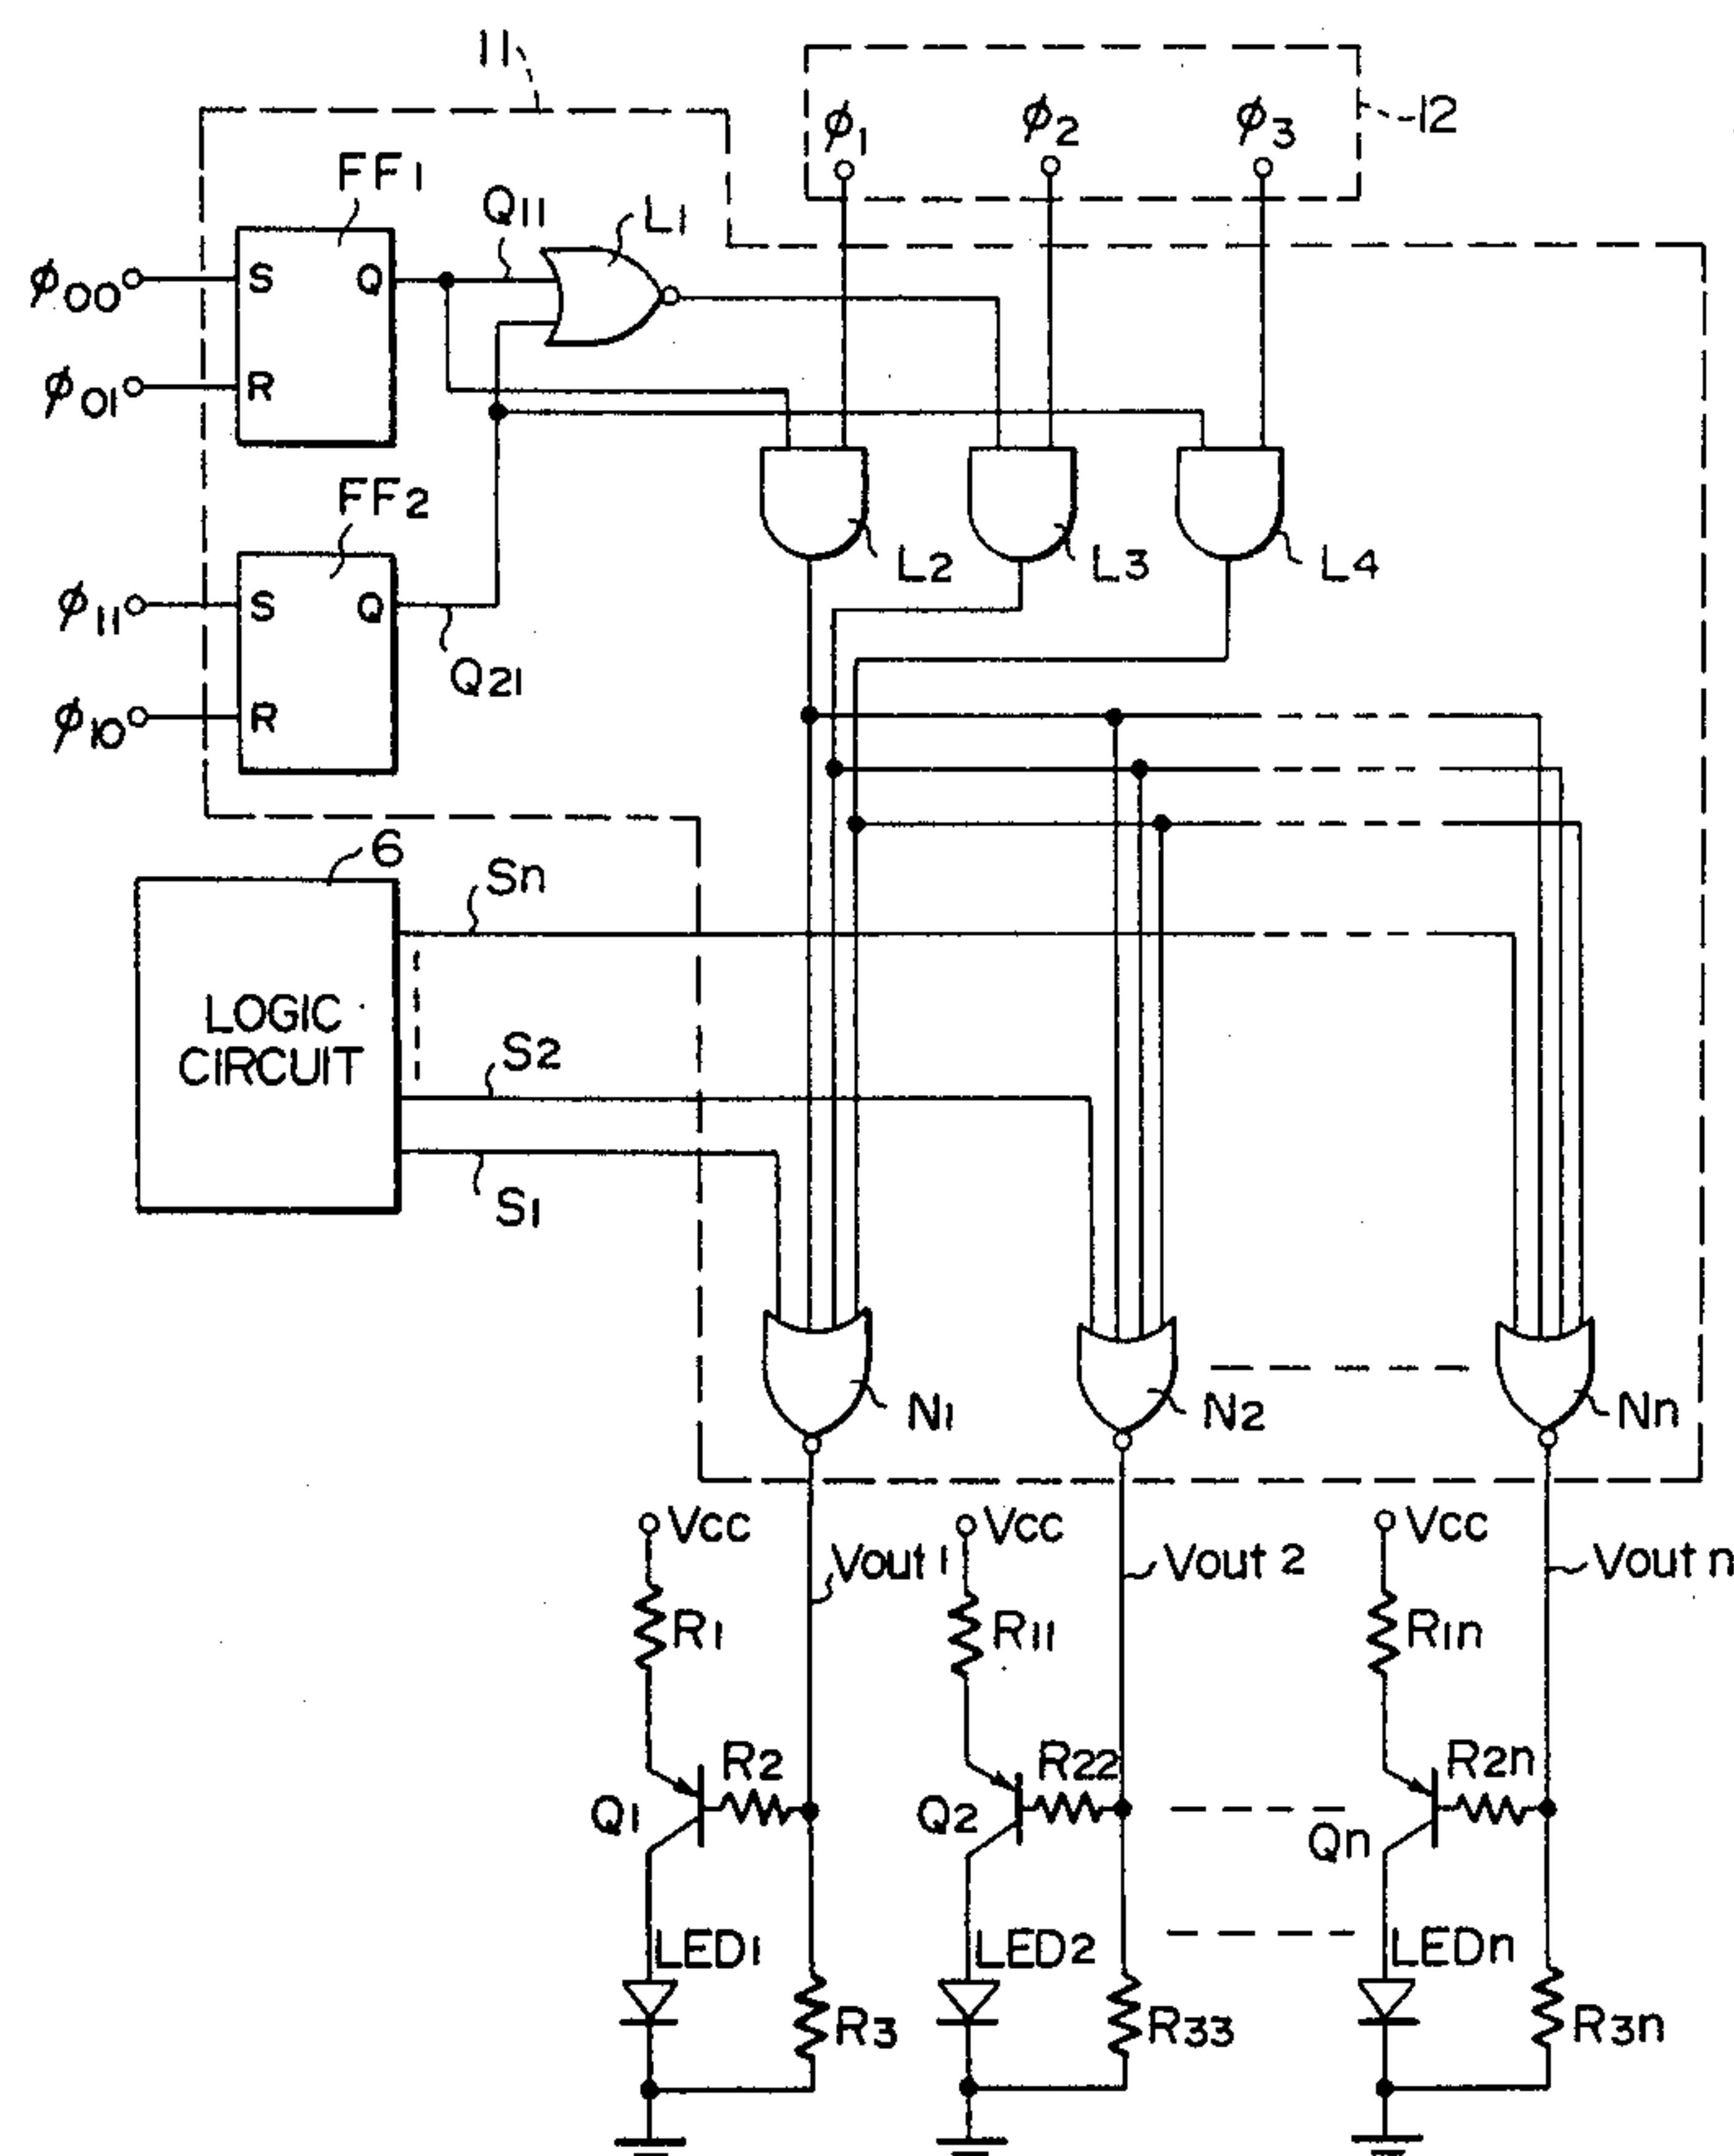 11
12
ϕ1
ϕ2
ϕ3
FF1
Q11
L1
ϕ00
S
Q
ϕ01
R
FF2
L2
L3
L4
ϕ11
S
Q
Q21
ϕ10
R
6
Sn
LOGIC
CIRCUIT
S2
S1
N1
N2
Nn
Vcc
Vout 1
Vcc
Vout 2
Vcc
Vout n
R1
R11
R1n
R2
R22
R2n
Q1
Q2
Qn
LED1
LED2
LEDn
R3
R33
R3n